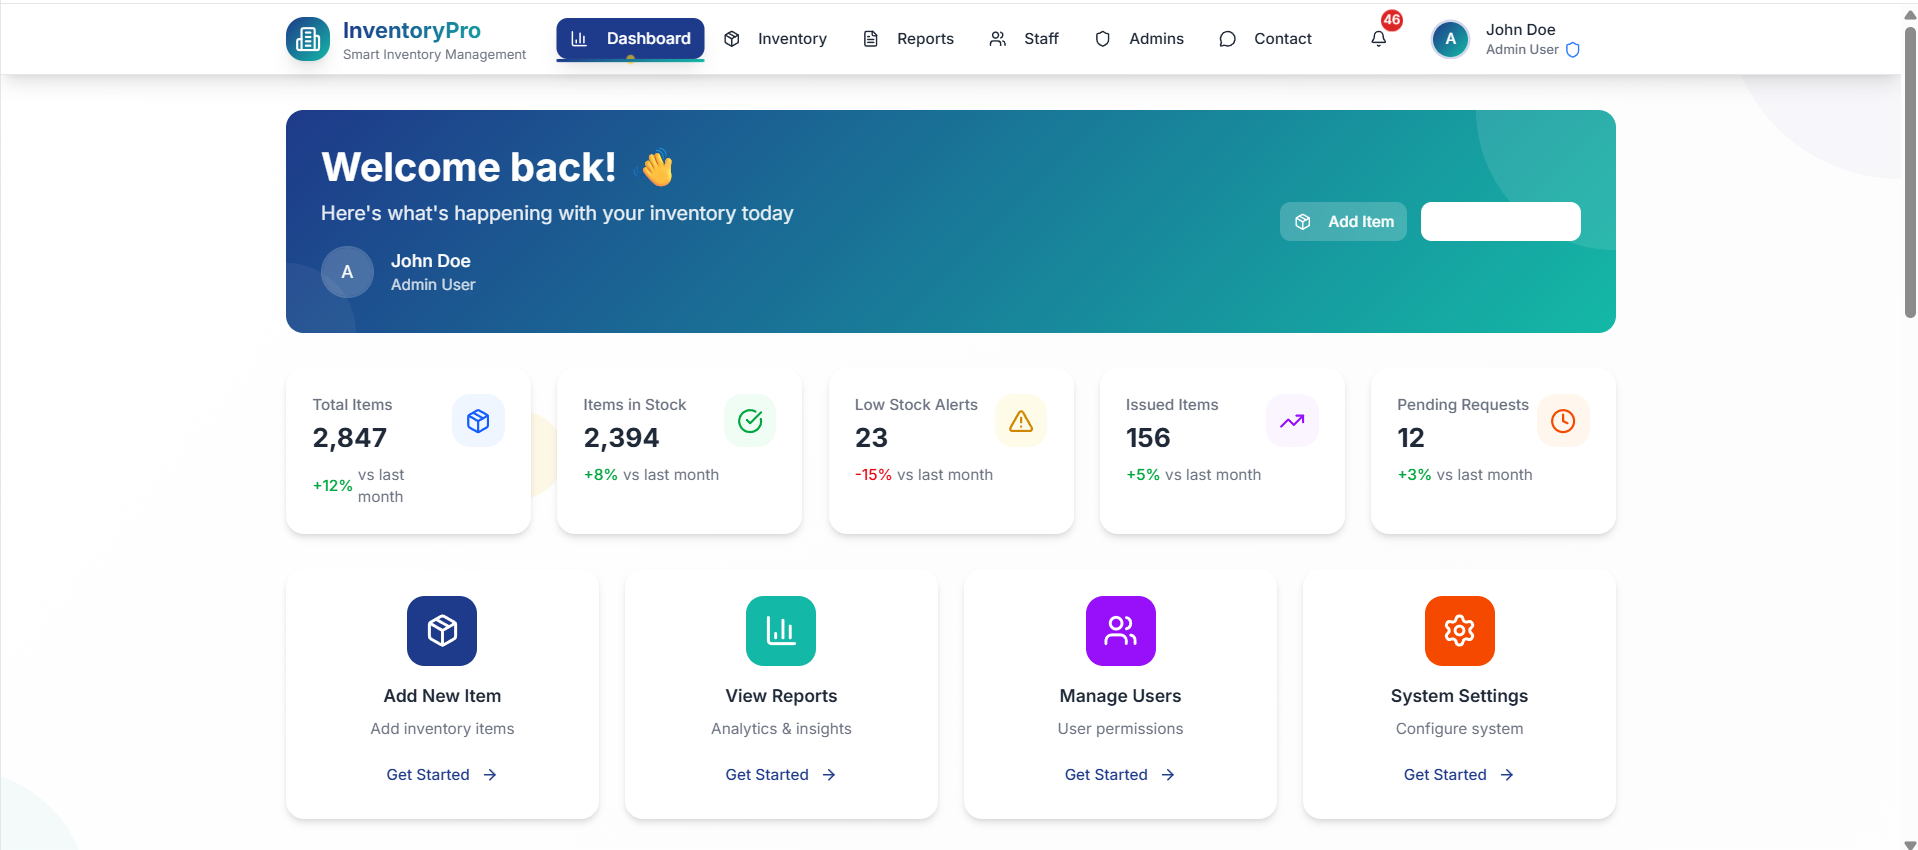 InventoryPro
Smart Inventory Management
Dashboard
Inventory
Reports
Staff
Admins
Contact
46
A
John Doe
Admin User
Welcome back! 👋
Here's what's happening with your inventory today
A
John Doe
Admin User
Add Item
Total Items
2,847
+12% vs last
month
Items in Stock
2,394
+8% vs last month
Low Stock Alerts
23
-15% vs last month
Issued Items
156
+5% vs last month
Pending Requests
12
+3% vs last month
Add New Item
Add inventory items
Get Started →
View Reports
Analytics & insights
Get Started →
Manage Users
User permissions
Get Started →
System Settings
Configure system
Get Started →